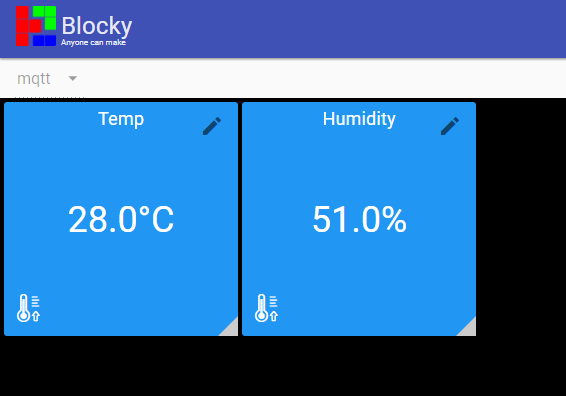 Blocky
Anyone can make
mqtt
Temp
Humidity
28.0°C
51.0%